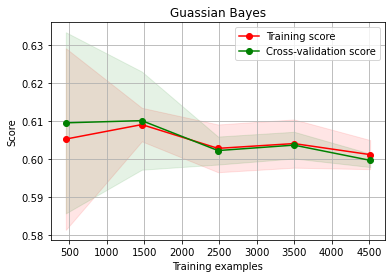 Guassian Bayes
Training score
Cross-validation score
Score
0.63
0.62
0.61
0.60
0.59
0.58
500 1000 1500 2000 2500 3000 3500 4000 4500
Training examples